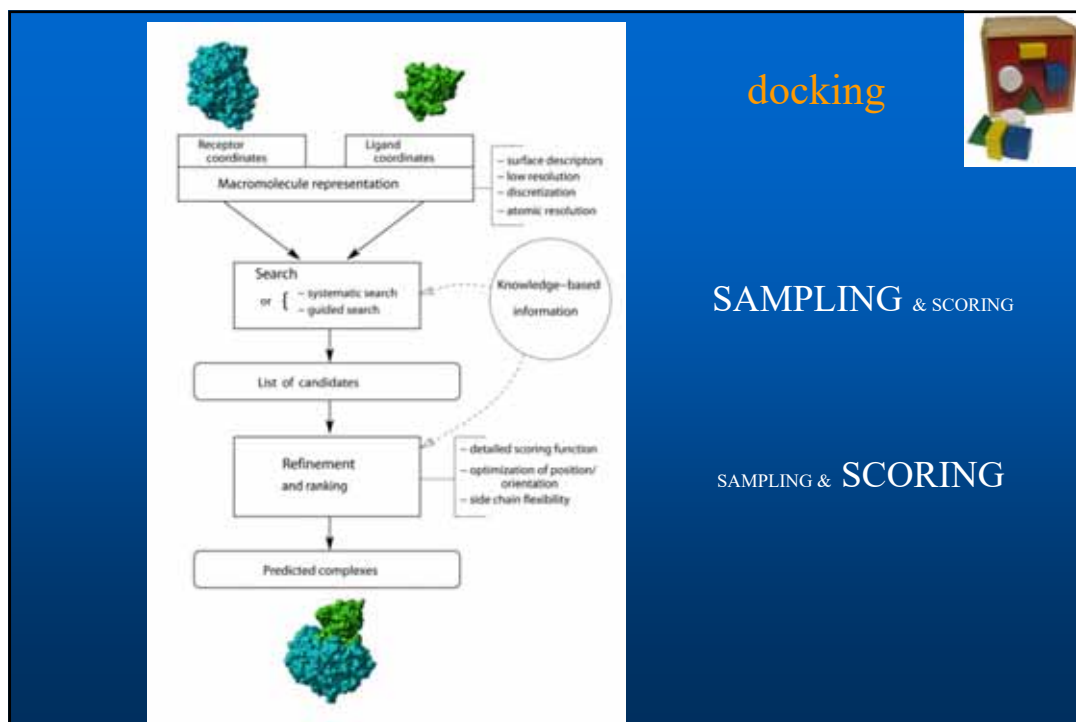 docking
Receptor
coordinates
Ligand
coordinates
Macromolecule representation
– surface descriptors
– low resolution
– discretization
– atomic resolution
Search
or { – systematic search
– guided search
Knowledge–based
information
SAMPLING & SCORING
List of candidates
Refinement
and ranking
– detailed scoring function
– optimization of position/
orientation
– side chain flexibility
SAMPLING & SCORING
Predicted complexes